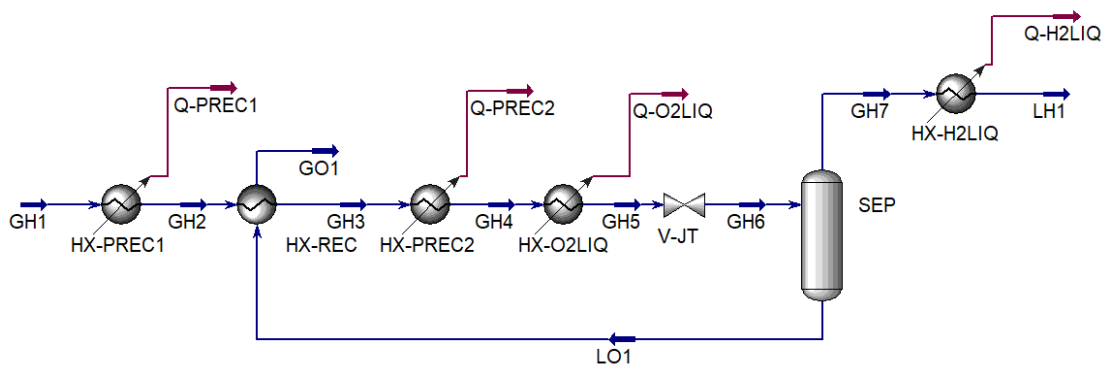 Q-H2LIQ
Q-PREC1
Q-PREC2
Q-O2LIQ
GH7
LH1
HX-H2LIQ
GO1
GH1
GH2
GH3
GH4
GH5
GH6
SEP
HX-PREC1
HX-REC
HX-PREC2
HX-O2LIQ
V-JT
LO1